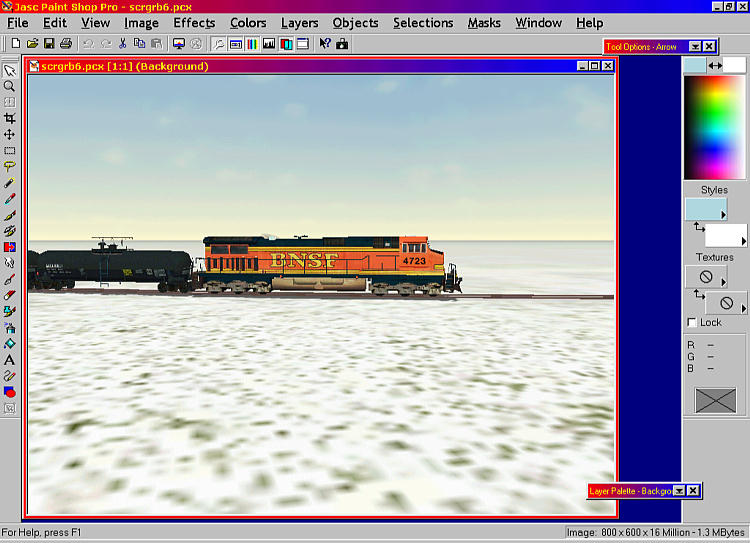 Jasc Paint Shop Pro - scrgrb6.pcx
File Edit View Image Effects Colors Layers Objects Selections Masks Window Help
Tool Options - Arrow
scrgrb6.pcx [1:1] (Background)
Styles
BNSF
4723
Textures
Lock
R –
G –
B –
Layer Palette - Backgro
For Help, press F1
Image: 800 x 600 x 16 Million - 1.3 MBytes